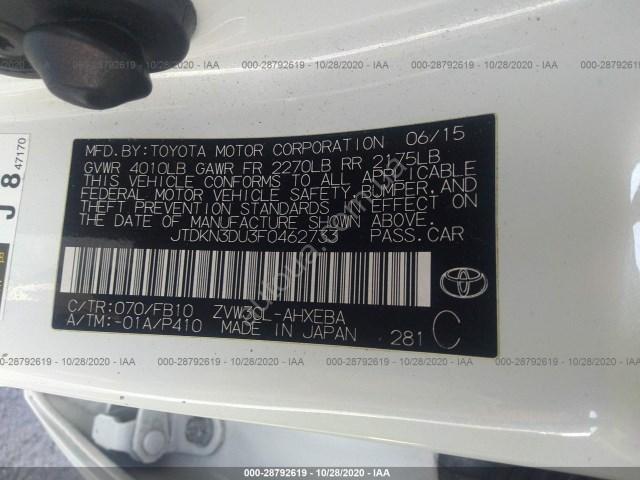 000-28792619 - 10/28/2020 - IAA
J 8
47170
MFD. BY: TOYOTA MOTOR CORPORATION 06/15
GVWR 4010LB GAWR FR 2270LB RR 2175LB
THIS VEHICLE CONFORMS TO ALL APPLICABLE
FEDERAL MOTOR VEHICLE SAFETY, BUMPER, AND
THEFT PREVENTION STANDARDS IN EFFECT ON
THE DATE OF MANUFACTURE SHOWN ABOVE.
JTDKN3DU3F0462733 PASS.CAR
C/TR: 070/FB10 ZVW30L-AHXEBA
A/TM: -01A/P410 MADE IN JAPAN 281 C
TOYOTA
000-28792619 - 10/28/2020 - IAA